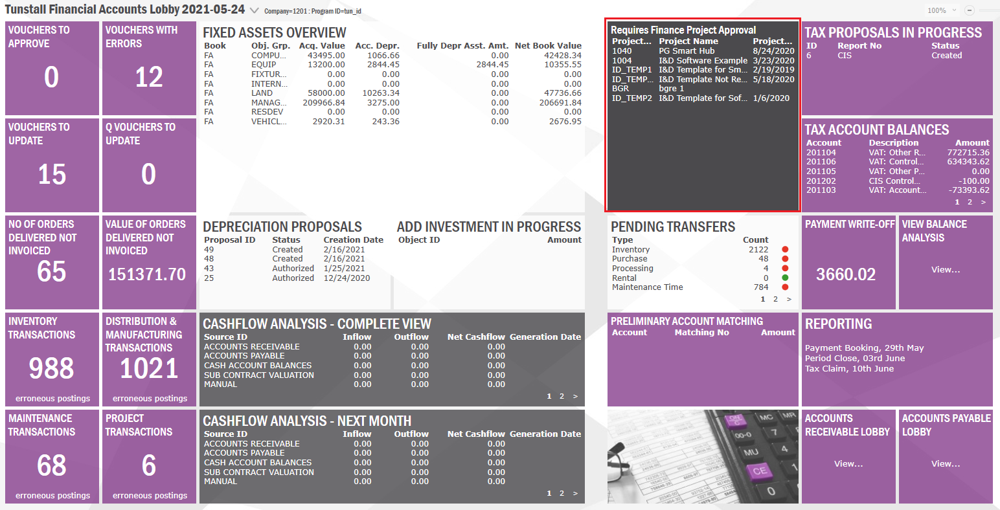 Tunstall Financial Accounts Lobby 2021-05-24 Company=1201 : Program ID=tun_id
100%
VOUCHERS TO APPROVE
0
VOUCHERS WITH ERRORS
12
VOUCHERS TO UPDATE
15
Q VOUCHERS TO UPDATE
0
NO OF ORDERS DELIVERED NOT INVOICED
65
VALUE OF ORDERS DELIVERED NOT INVOICED
151371.70
INVENTORY TRANSACTIONS
988
erroneous postings
DISTRIBUTION & MANUFACTURING TRANSACTIONS
1021
erroneous postings
MAINTENANCE TRANSACTIONS
68
erroneous postings
PROJECT TRANSACTIONS
6
erroneous postings
FIXED ASSETS OVERVIEW
Book Obj. Grp. Acq. Value Acc. Depr. Fully Depr Asst. Amt. Net Book Value
FA COMPU... 43495.00 1066.66 0.00 42428.34
FA EQUIP 13200.00 2844.45 2844.45 10355.55
FA FIXTUR... 0.00 0.00 0.00 0.00
FA INTERN... 0.00 0.00 0.00 0.00
FA LAND 58000.00 10263.34 0.00 47736.66
FA MANAG... 209966.84 3275.00 0.00 206691.84
FA RESDEV 0.00 0.00 0.00 0.00
FA VEHICL... 2920.31 243.36 0.00 2676.95
DEPRECIATION PROPOSALS
Proposal ID Status Creation Date
49 Created 2/16/2021
48 Created 2/16/2021
43 Authorized 1/25/2021
25 Authorized 12/24/2020
ADD INVESTMENT IN PROGRESS
Object ID Amount
CASHFLOW ANALYSIS - COMPLETE VIEW
Source ID Inflow Outflow Net Cashflow Generation Date
ACCOUNTS RECEIVABLE 0.00 0.00 0.00
ACCOUNTS PAYABLE 0.00 0.00 0.00
CASH ACCOUNT BALANCES 0.00 0.00 0.00
SUB CONTRACT VALUATION 0.00 0.00 0.00
MANUAL 0.00 0.00 0.00
1 2 >
CASHFLOW ANALYSIS - NEXT MONTH
Source ID Inflow Outflow Net Cashflow Generation Date
ACCOUNTS RECEIVABLE 0.00 0.00 0.00
ACCOUNTS PAYABLE 0.00 0.00 0.00
CASH ACCOUNT BALANCES 0.00 0.00 0.00
SUB CONTRACT VALUATION 0.00 0.00 0.00
MANUAL 0.00 0.00 0.00
1 2 >
Requires Finance Project Approval
Project... Project Name Project...
1040 PG Smart Hub 8/24/2020
1004 I&D Software Example 3/23/2020
ID_TEMP1 I&D Template for Sm... 2/19/2019
ID_TEMP... I&D Template Not Re... 5/18/2020
BGR bgre 1
ID_TEMP2 I&D Template for Sof... 1/6/2020
TAX PROPOSALS IN PROGRESS
ID Report No Status
6 CIS Created
TAX ACCOUNT BALANCES
Account Description Amount
201104 VAT: Other R... 772715.36
201106 VAT: Control... 634343.62
201105 VAT: Other P... 0.00
201202 CIS Control... -100.00
201103 VAT: Account... -73393.62
1 2 >
PENDING TRANSFERS
Type Count
Inventory 2122
Purchase 48
Processing 4
Rental 0
Maintenance Time 784
1 2 >
PAYMENT WRITE-OFF
3660.02
VIEW BALANCE ANALYSIS
View...
PRELIMINARY ACCOUNT MATCHING
Account Matching No Amount
REPORTING
Payment Booking, 29th May
Period Close, 03rd June
Tax Claim, 10th June
ON/C MC MR
00-0 7
MU 4
CE 1
0
ACCOUNTS RECEIVABLE LOBBY
View...
ACCOUNTS PAYABLE LOBBY
View...